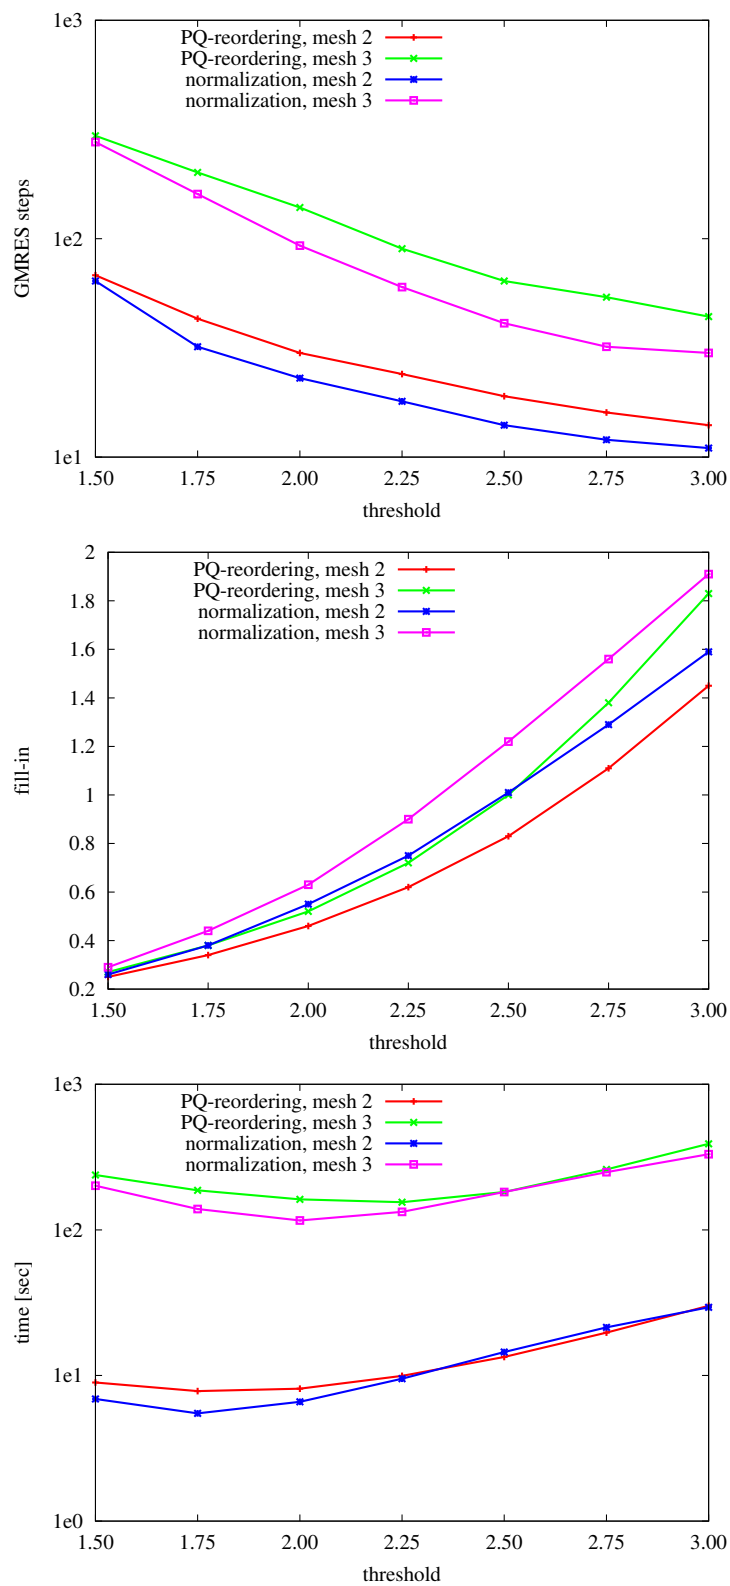 1e3
PQ-reordering, mesh 2
PQ-reordering, mesh 3
normalization, mesh 2
normalization, mesh 3
GMRES steps
1e2
1e1
1.50 1.75 2.00 2.25 2.50 2.75 3.00
threshold
2
PQ-reordering, mesh 2
PQ-reordering, mesh 3
normalization, mesh 2
normalization, mesh 3
1.8
1.6
1.4
1.2
fill-in
1
0.8
0.6
0.4
0.2
1.50 1.75 2.00 2.25 2.50 2.75 3.00
threshold
1e3
PQ-reordering, mesh 2
PQ-reordering, mesh 3
normalization, mesh 2
normalization, mesh 3
1e2
time [sec]
1e1
1e0
1.50 1.75 2.00 2.25 2.50 2.75 3.00
threshold